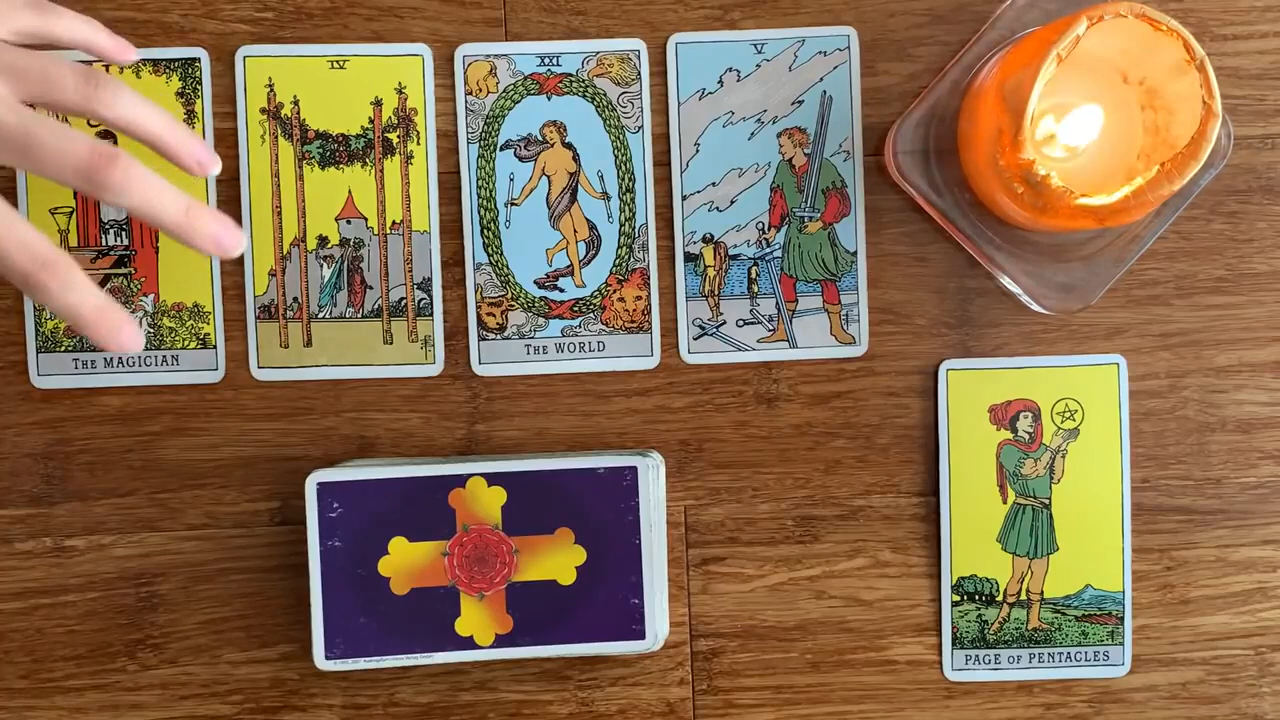 IV
XXI
V
THE MAGICIAN
THE WORLD
PAGE OF PENTACLES